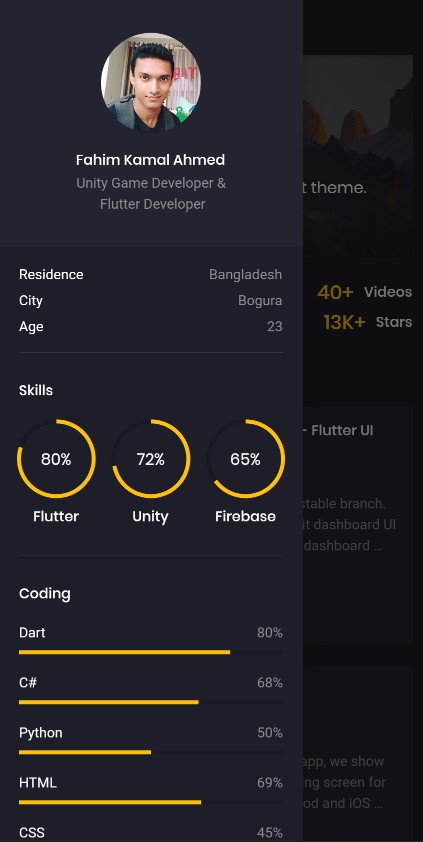 Fahim Kamal Ahmed
Unity Game Developer &
Flutter Developer
Residence Bangladesh
City Bogura
Age 23
Skills
80% 72% 65%
Flutter Unity Firebase
Coding
Dart 80%
C# 68%
Python 50%
HTML 69%
CSS 45%
t theme.
40+ Videos
13K+ Stars
- Flutter UI
stable branch.
it dashboard UI
dashboard ...
app, we show
ng screen for
od and iOS ...